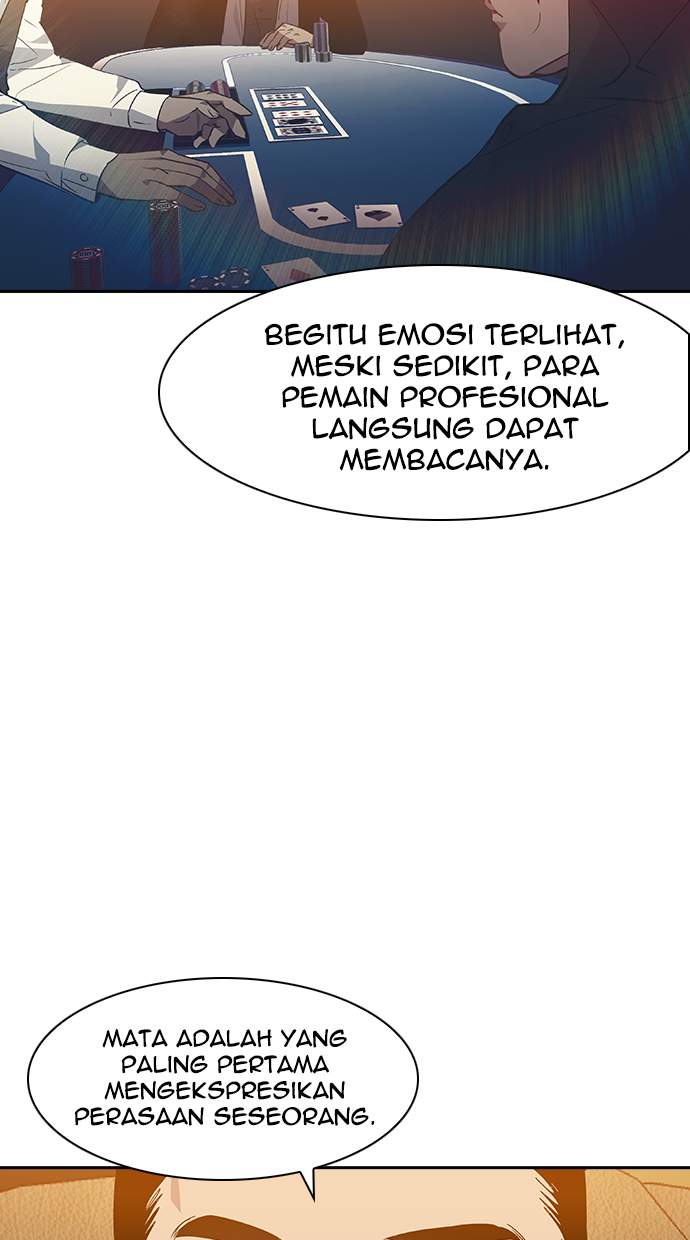 BEGITU EMOSI TERLIHAT,
MESKI SEDIKIT, PARA
PEMAIN PROFESIONAL
LANGSUNG DAPAT
MEMBACANYA.
MATA ADALAH YANG
PALING PERTAMA
MENGEKSPRESIKAN
PERASAAN SESEORANG.